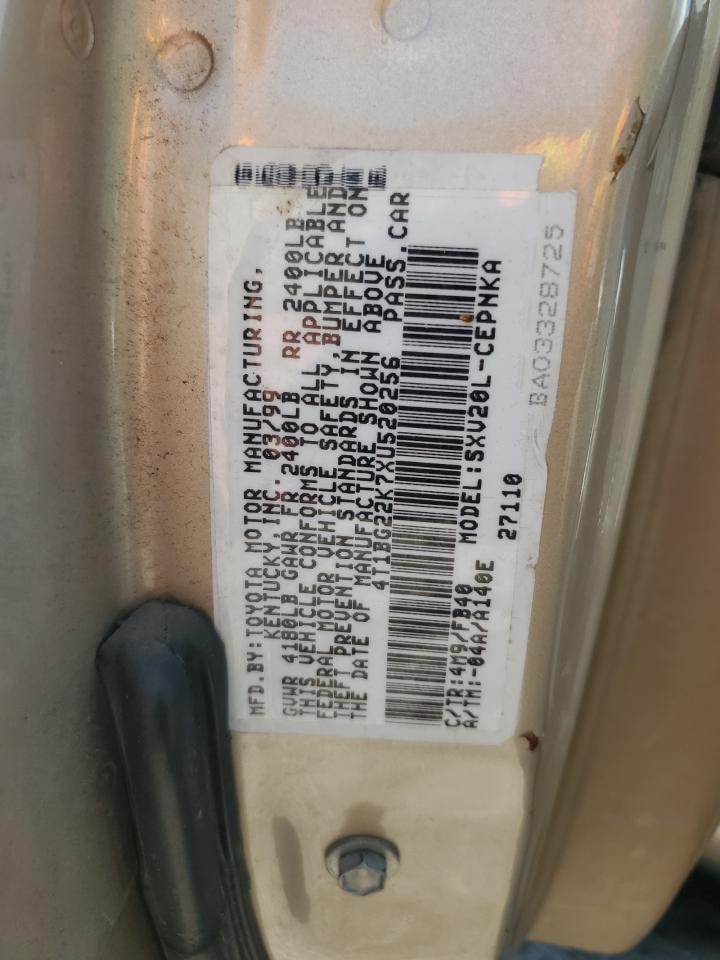 MFD.BY:TOYOTA MOTOR MANUFACTURING,
KENTUCKY, INC. 03/99
GVWR 4180LB GAWR FR 2400LB RR 2400LB
THIS VEHICLE CONFORMS TO ALL APPLICABLE
FEDERAL MOTOR VEHICLE SAFETY, BUMPER AND
THEFT PREVENTION STANDARDS IN EFFECT ON
THE DATE OF MANUFACTURE SHOWN ABOVE
4T1BG22K7XU520256 PASS.CAR
C/TR:4M9/FB40 MODEL:SXV20L-CEPNKA
A/TM:-04A/A140E 27110
BA03328725